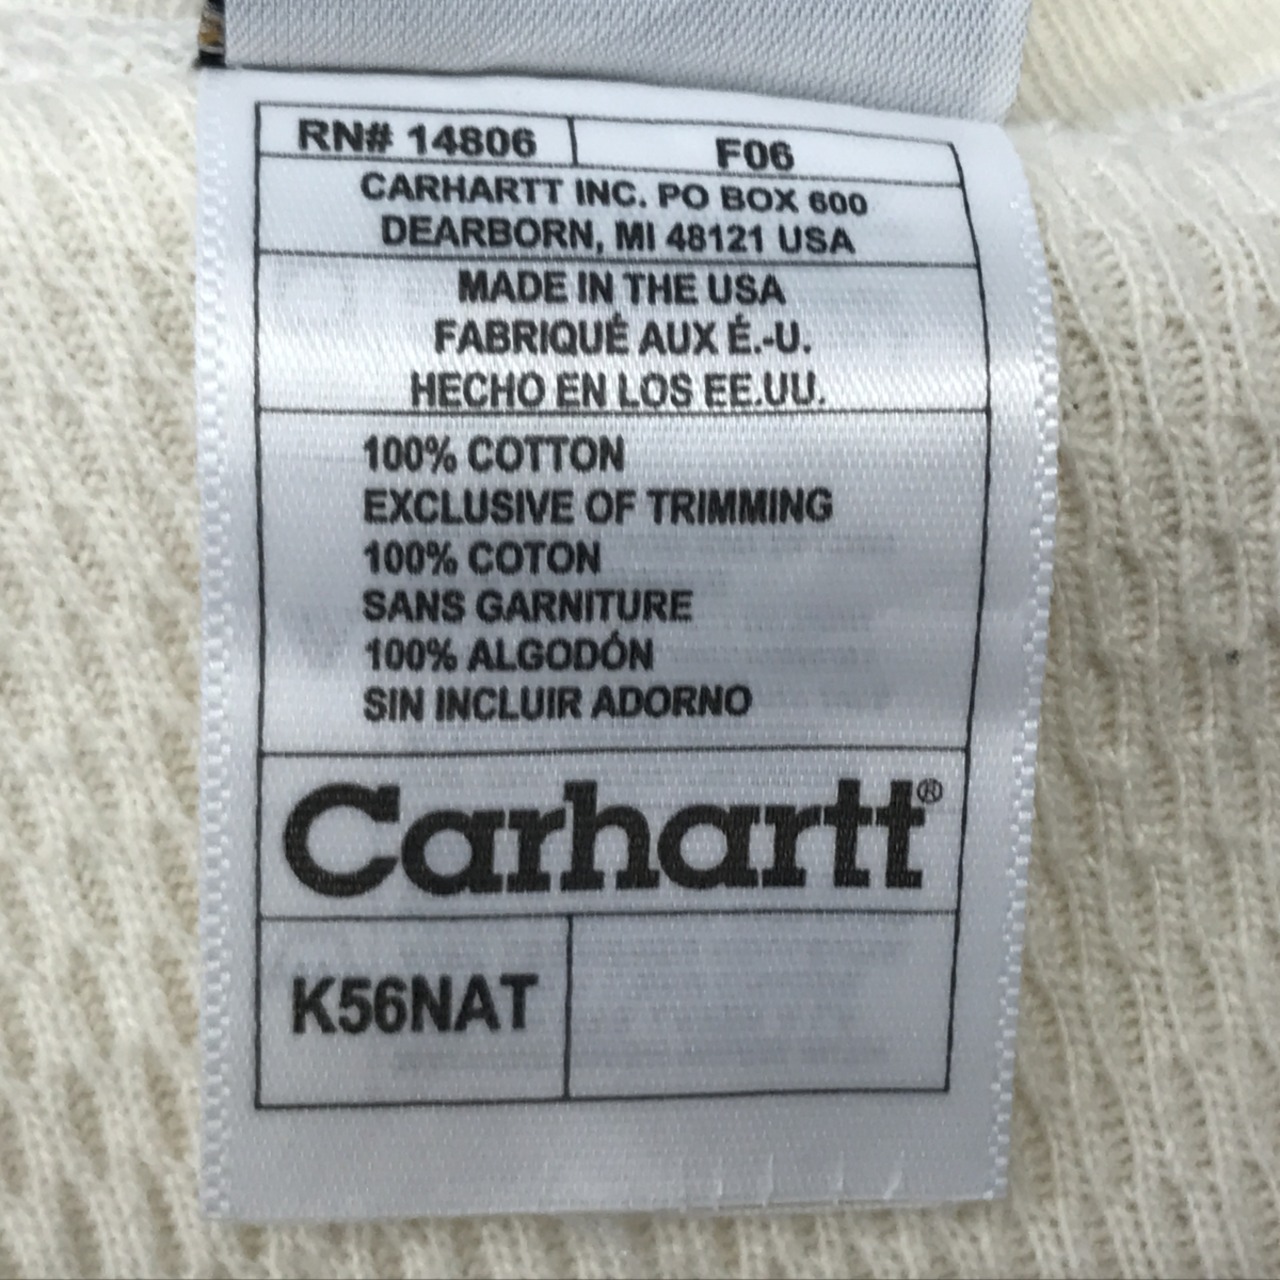 RN# 14806 F06
CARHARTT INC. PO BOX 600
DEARBORN, MI 48121 USA
MADE IN THE USA
FABRIQUÉ AUX É.-U.
HECHO EN LOS EE.UU.
100% COTTON
EXCLUSIVE OF TRIMMING
100% COTON
SANS GARNITURE
100% ALGODÓN
SIN INCLUIR ADORNO
Carhartt®
K56NAT